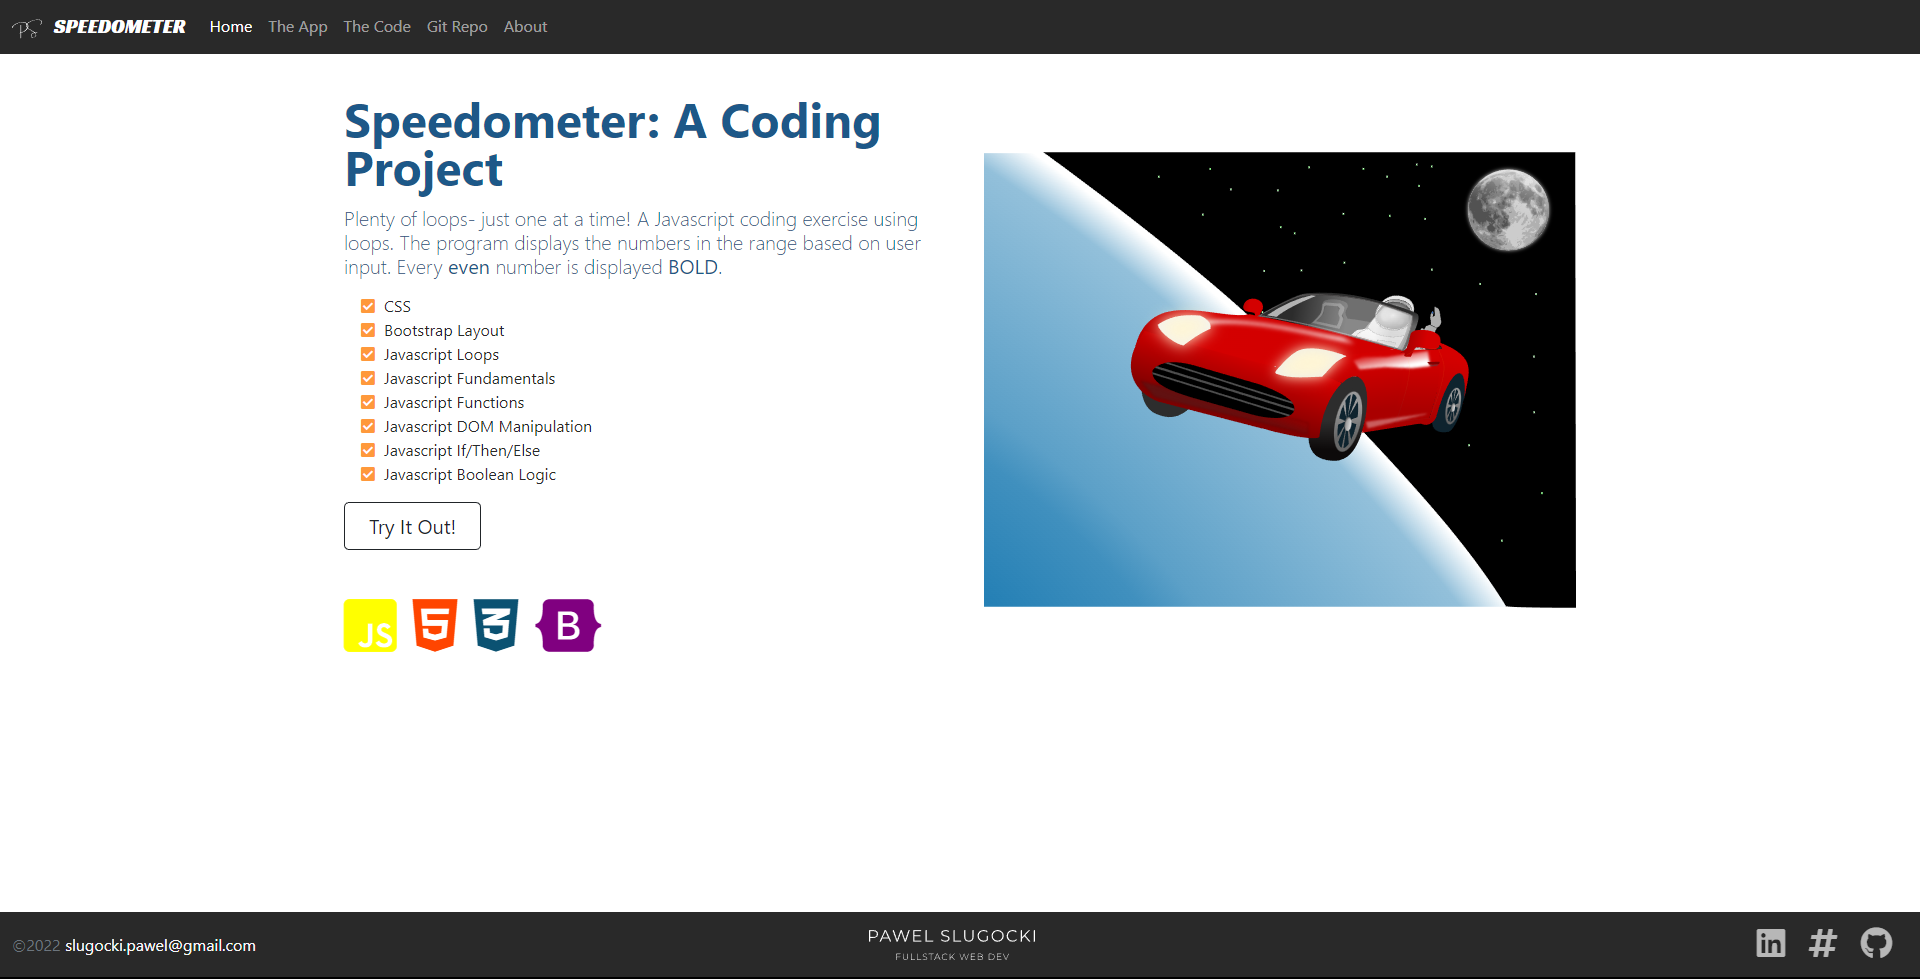 PS SPEEDOMETER Home The App The Code Git Repo About
Speedometer: A Coding
Project
Plenty of loops- just one at a time! A Javascript coding exercise using
loops. The program displays the numbers in the range based on user
input. Every even number is displayed BOLD.
CSS
Bootstrap Layout
Javascript Loops
Javascript Fundamentals
Javascript Functions
Javascript DOM Manipulation
Javascript If/Then/Else
Javascript Boolean Logic
Try It Out!
JS 5 3 B
©2022 slugocki.pawel@gmail.com
PAWEL SLUGOCKI
FULLSTACK WEB DEV
in #